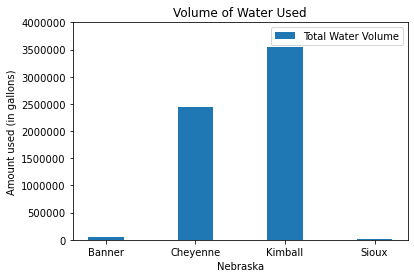 Volume of Water Used
Total Water Volume
Amount used (in gallons)
4000000
3500000
3000000
2500000
2000000
1500000
1000000
500000
0
Banner Cheyenne Kimball Sioux
Nebraska